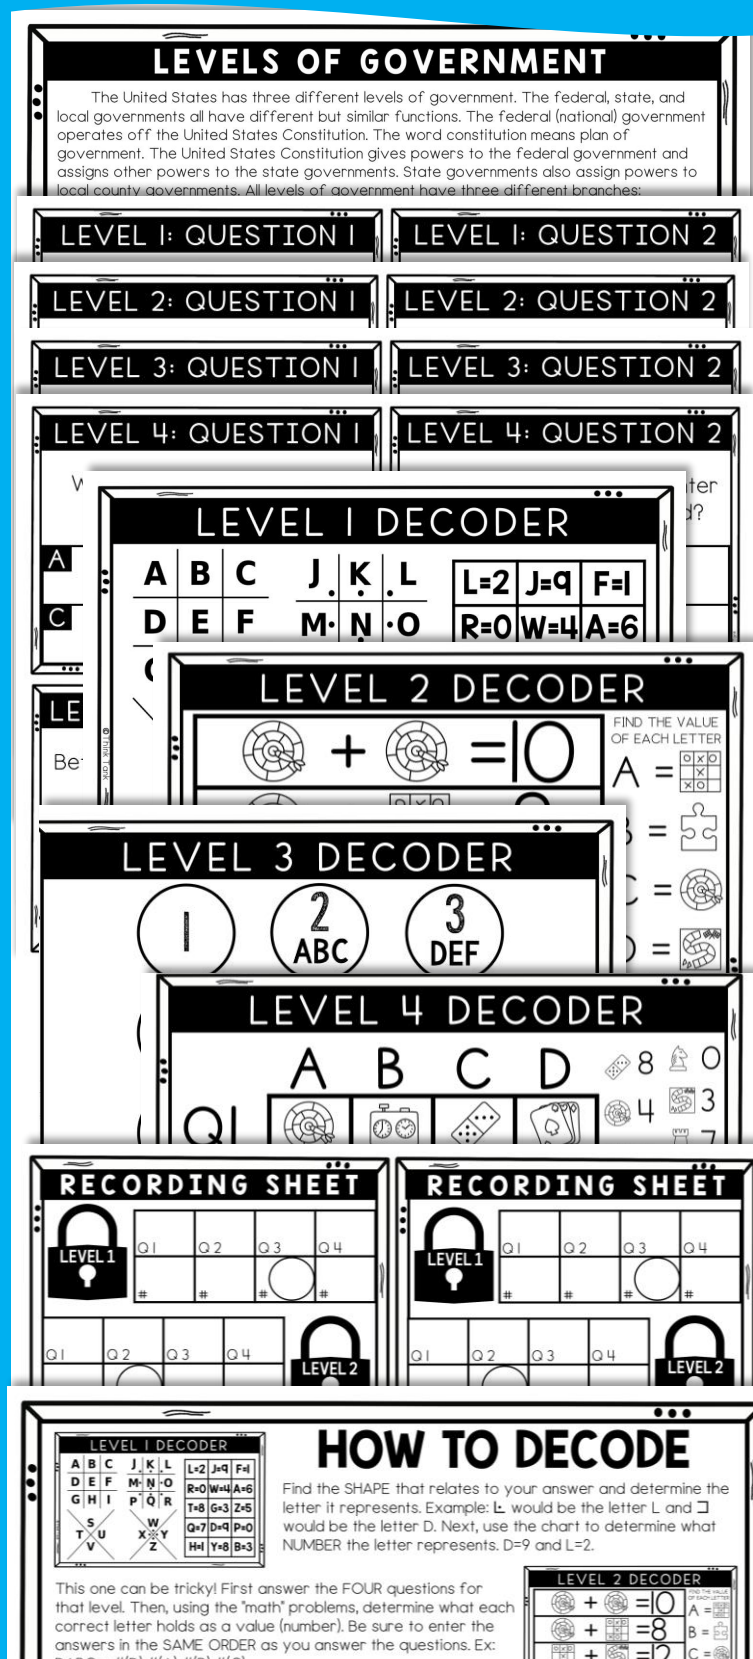 LEVELS OF GOVERNMENT
The United States has three different levels of government. The federal, state, and
local governments all have different but similar functions. The federal (national) government
operates off the United States Constitution. The word constitution means plan of
government. The United States Constitution gives powers to the federal government and
assigns other powers to the state governments. State governments also assign powers to
local county governments. All levels of government have three different branches:
LEVEL 1: QUESTION 1
LEVEL 1: QUESTION 2
LEVEL 2: QUESTION 1
LEVEL 2: QUESTION 2
LEVEL 3: QUESTION 1
LEVEL 3: QUESTION 2
LEVEL 4: QUESTION 1
LEVEL 4: QUESTION 2
A
C
LE
Be
LEVEL 1 DECODER
A B C
D E F
J K L
M N O
L=2 J=9 F=1
R=0 W=4 A=6
© Think Tank
LEVEL 2 DECODER
+ =10
FIND THE VALUE
OF EACH LETTER
A =
=
=
=
LEVEL 3 DECODER
1
2
ABC
3
DEF
LEVEL 4 DECODER
A B C D
Q1
8 0
4 3
7
RECORDING SHEET
LEVEL 1
Q1 Q2 Q3 Q4
# # # #
Q1 Q2 Q3 Q4
LEVEL 2
RECORDING SHEET
LEVEL 1
Q1 Q2 Q3 Q4
# # # #
Q1 Q2 Q3 Q4
LEVEL 2
LEVEL 1 DECODER
A B C
D E F
G H I
J K L
M N O
P Q R
S
T U
V
W
X Y
Z
L=2 J=9 F=1
R=0 W=4 A=6
T=8 G=3 Z=5
Q=7 D=9 P=0
H=1 Y=8 B=3
HOW TO DECODE
Find the SHAPE that relates to your answer and determine the
letter it represents. Example: would be the letter L and
would be the letter D. Next, use the chart to determine what
NUMBER the letter represents. D=9 and L=2.
This one can be tricky! First answer the FOUR questions for
that level. Then, using the "math" problems, determine what each
correct letter holds as a value (number). Be sure to enter the
answers in the SAME ORDER as you answer the questions. Ex:
LEVEL 2 DECODER
+ =10
+ =8
+ =12
A =
B =
C =